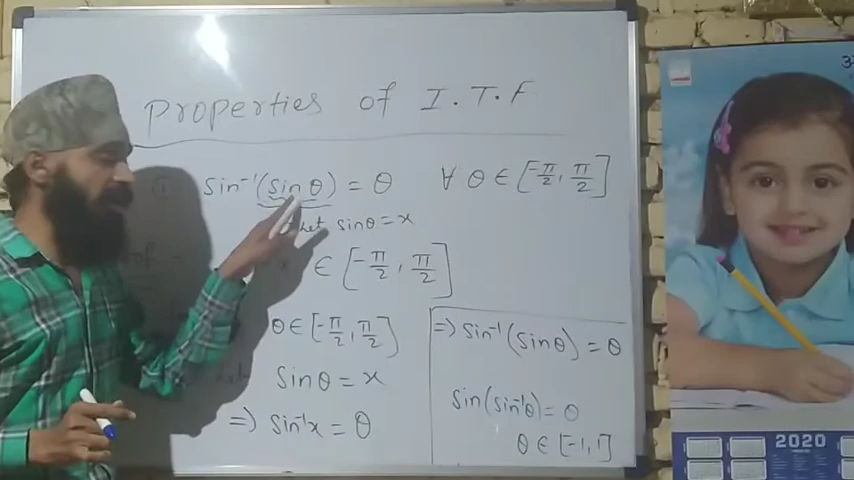 Properties of I.T.F
sin⁻¹(sin θ) = θ ∀ θ ∈ [-π/2, π/2]
Let sinθ = x
∈ [-π/2, π/2]
θ ∈ [-π/2, π/2]
sinθ = x
⇒ sin⁻¹x = θ
⇒ sin⁻¹(sinθ) = θ
sin(sin⁻¹θ) = θ
θ ∈ [-1, 1]
2020